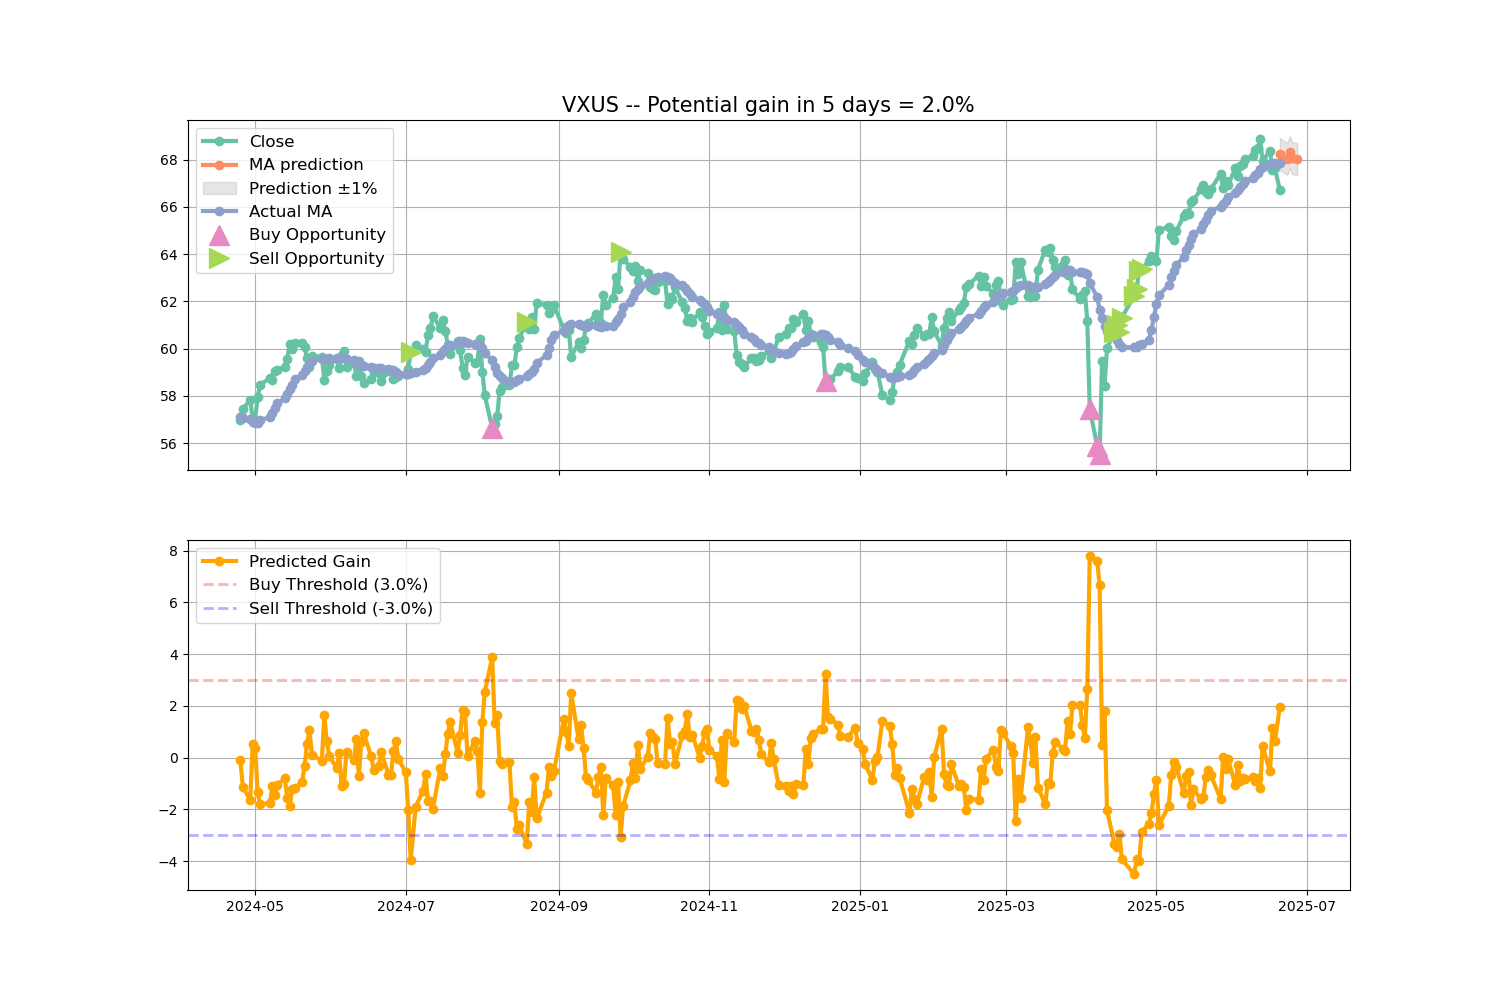 VXUS -- Potential gain in 5 days = 2.0%
Close
MA prediction
Prediction ±1%
Actual MA
Buy Opportunity
Sell Opportunity
68
66
64
62
60
58
56
Predicted Gain
Buy Threshold (3.0%)
Sell Threshold (-3.0%)
8
6
4
2
0
−2
−4
2024-05
2024-07
2024-09
2024-11
2025-01
2025-03
2025-05
2025-07